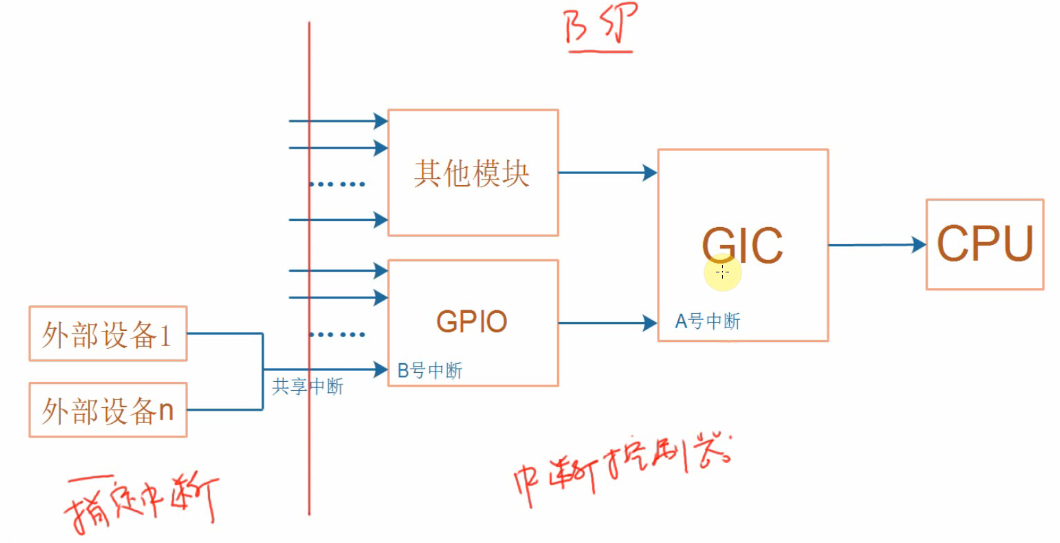 BSP
其他模块
……
GIC
CPU
GPIO
A号中断
……
外部设备1
B号中断
共享中断
外部设备n
中断控制器
指定中断